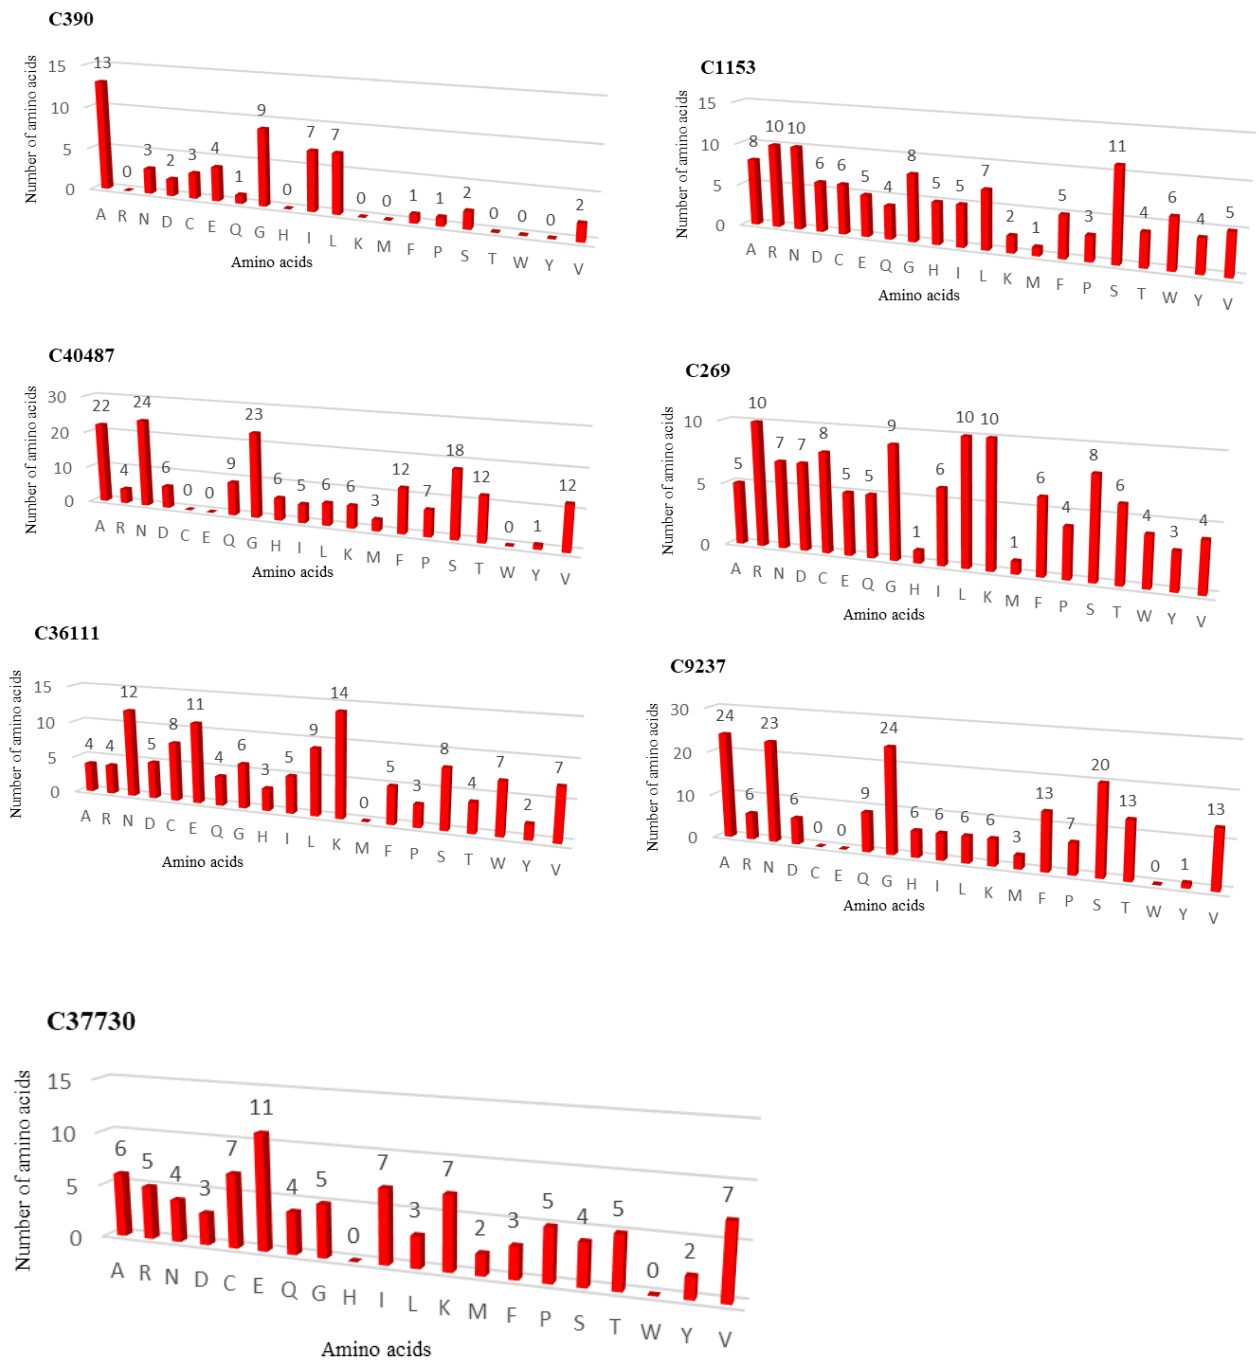 C390
Number of amino acids
15
10
5
0
13 0 3 2 3 4 1 9 0 7 7 0 0 1 1 2 0 0 0 2
A R N D C E Q G H I L K M F P S T W Y V
Amino acids
C1153
Number of amino acids
15
10
5
0
8 10 10 6 6 5 4 8 5 5 7 2 1 5 3 11 4 6 4 5
A R N D C E Q G H I L K M F P S T W Y V
Amino acids
C40487
Number of amino acids
30
20
10
0
22 4 24 6 0 0 9 23 6 5 6 6 3 12 7 18 12 0 1 12
A R N D C E Q G H I L K M F P S T W Y V
Amino acids
C269
Number of amino acids
10
5
0
5 10 7 7 8 5 5 9 1 6 10 10 1 6 4 8 6 4 3 4
A R N D C E Q G H I L K M F P S T W Y V
Amino acids
C36111
Number of amino acids
15
10
5
0
4 4 12 5 8 11 4 6 3 5 9 14 0 5 3 8 4 7 2 7
A R N D C E Q G H I L K M F P S T W Y V
Amino acids
C9237
Number of amino acids
30
20
10
0
24 6 23 6 0 0 9 24 6 6 6 6 3 13 7 20 13 0 1 13
A R N D C E Q G H I L K M F P S T W Y V
Amino acids
C37730
Number of amino acids
15
10
5
0
6 5 4 3 7 11 4 5 0 7 3 7 2 3 5 4 5 0 2 7
A R N D C E Q G H I L K M F P S T W Y V
Amino acids